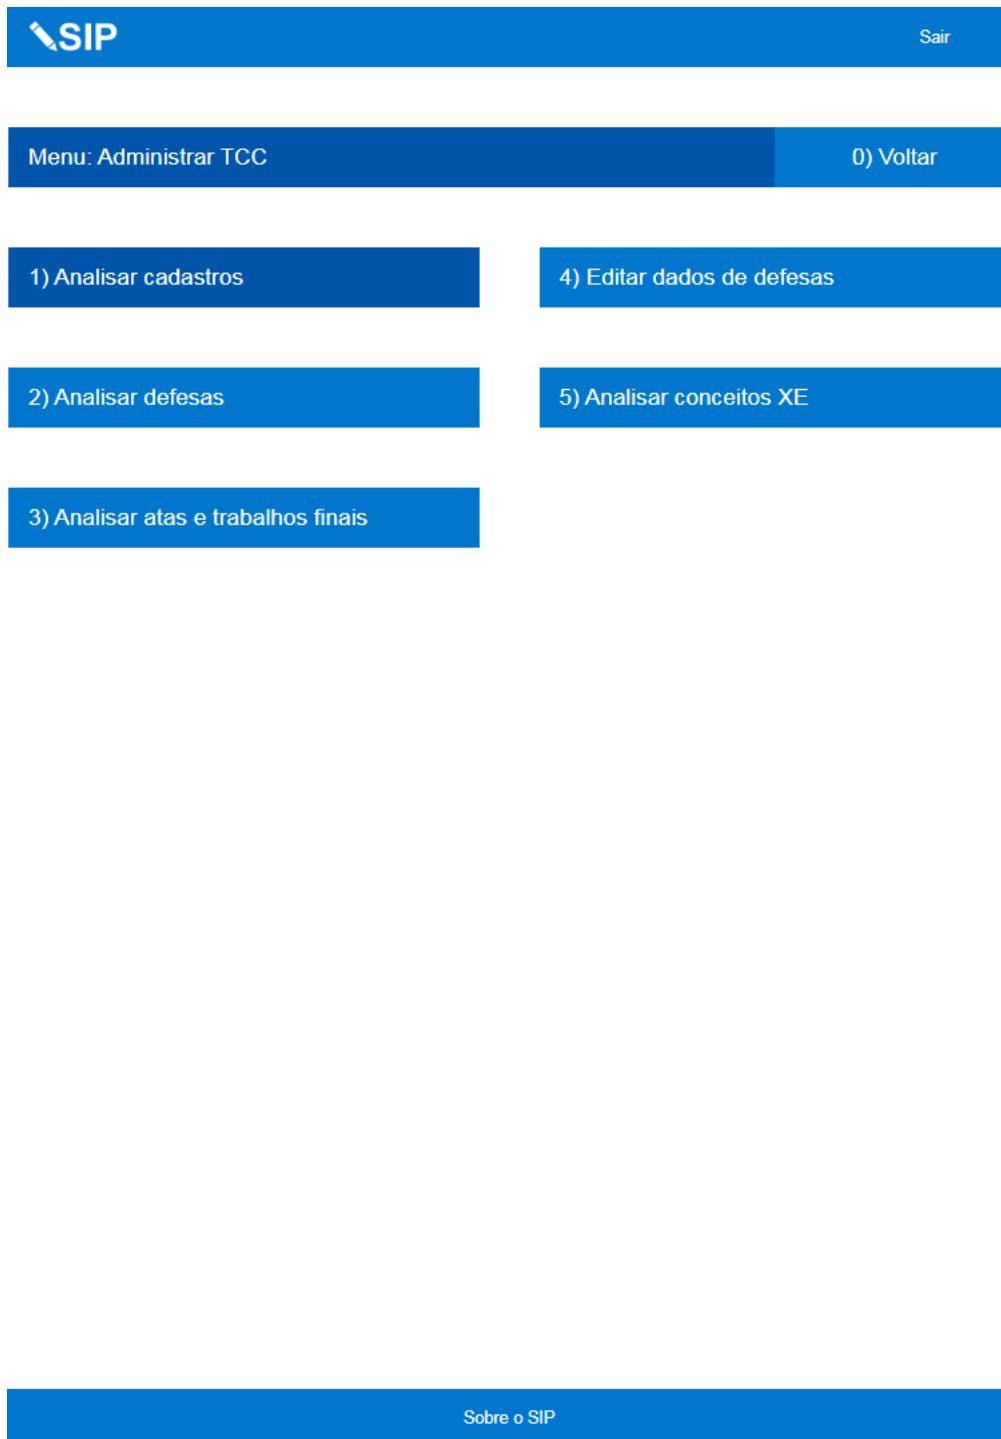 SIP
Sair
Menu: Administrar TCC
0) Voltar
1) Analisar cadastros
4) Editar dados de defesas
2) Analisar defesas
5) Analisar conceitos XE
3) Analisar atas e trabalhos finais
Sobre o SIP